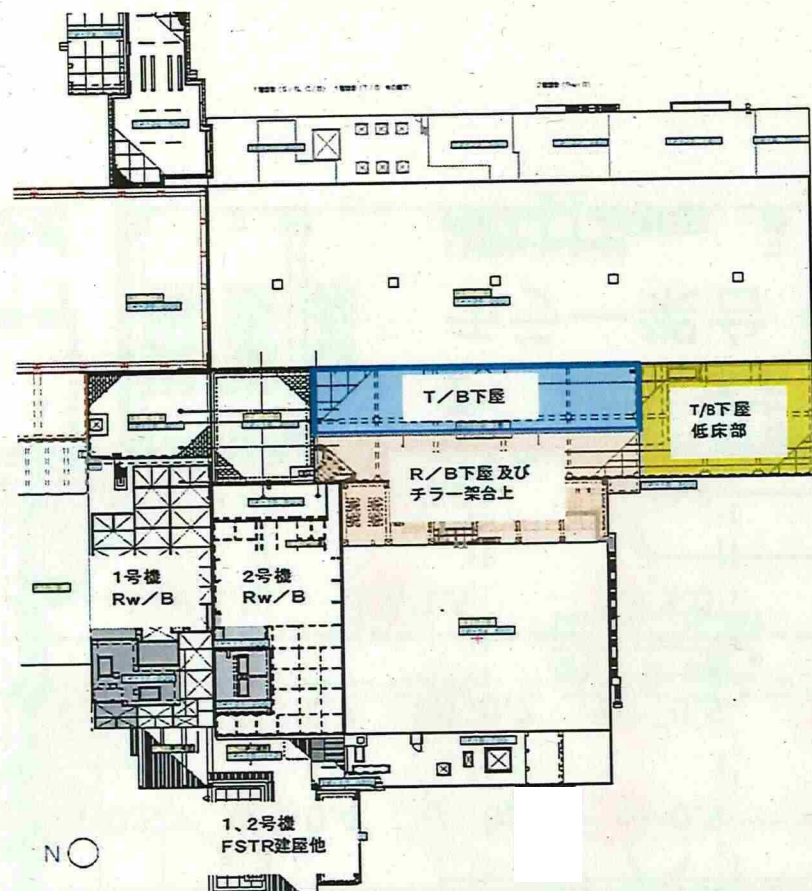 T／B下屋
T/B下屋
低床部
R／B下屋 及び
チラー架台上
1号機
Rw／B
2号機
Rw／B
1、2号機
FSTR建屋他
N